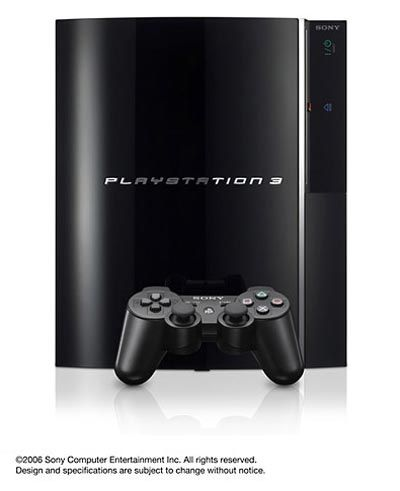 SONY
PLAYSTATION 3
SONY
©2006 Sony Computer Entertainment Inc. All rights reserved.
Design and specifications are subject to change without notice.